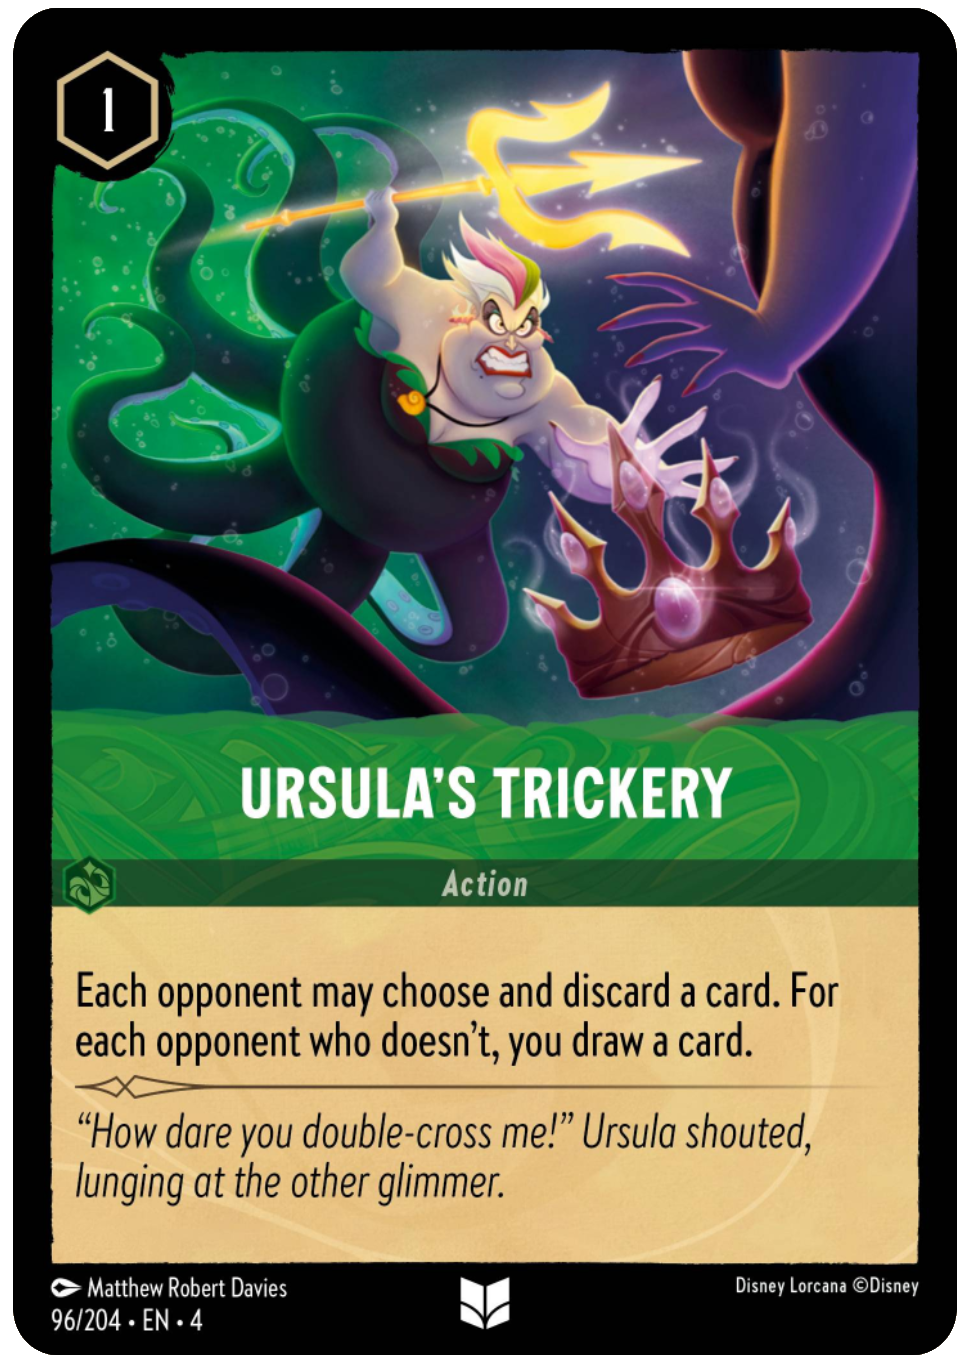 1
URSULA’S TRICKERY
Action
Each opponent may choose and discard a card. For
each opponent who doesn’t, you draw a card.
“How dare you double-cross me!” Ursula shouted,
lunging at the other glimmer.
Matthew Robert Davies
Disney Lorcana ©Disney
96/204 • EN • 4